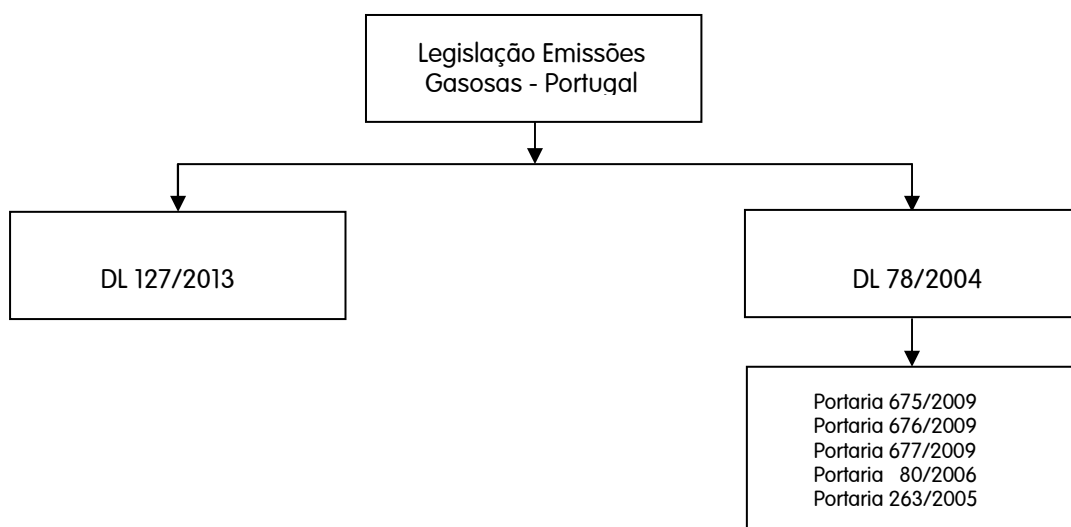 Legislação Emissões
Gasosas - Portugal
DL 127/2013
DL 78/2004
Portaria 675/2009
Portaria 676/2009
Portaria 677/2009
Portaria 80/2006
Portaria 263/2005